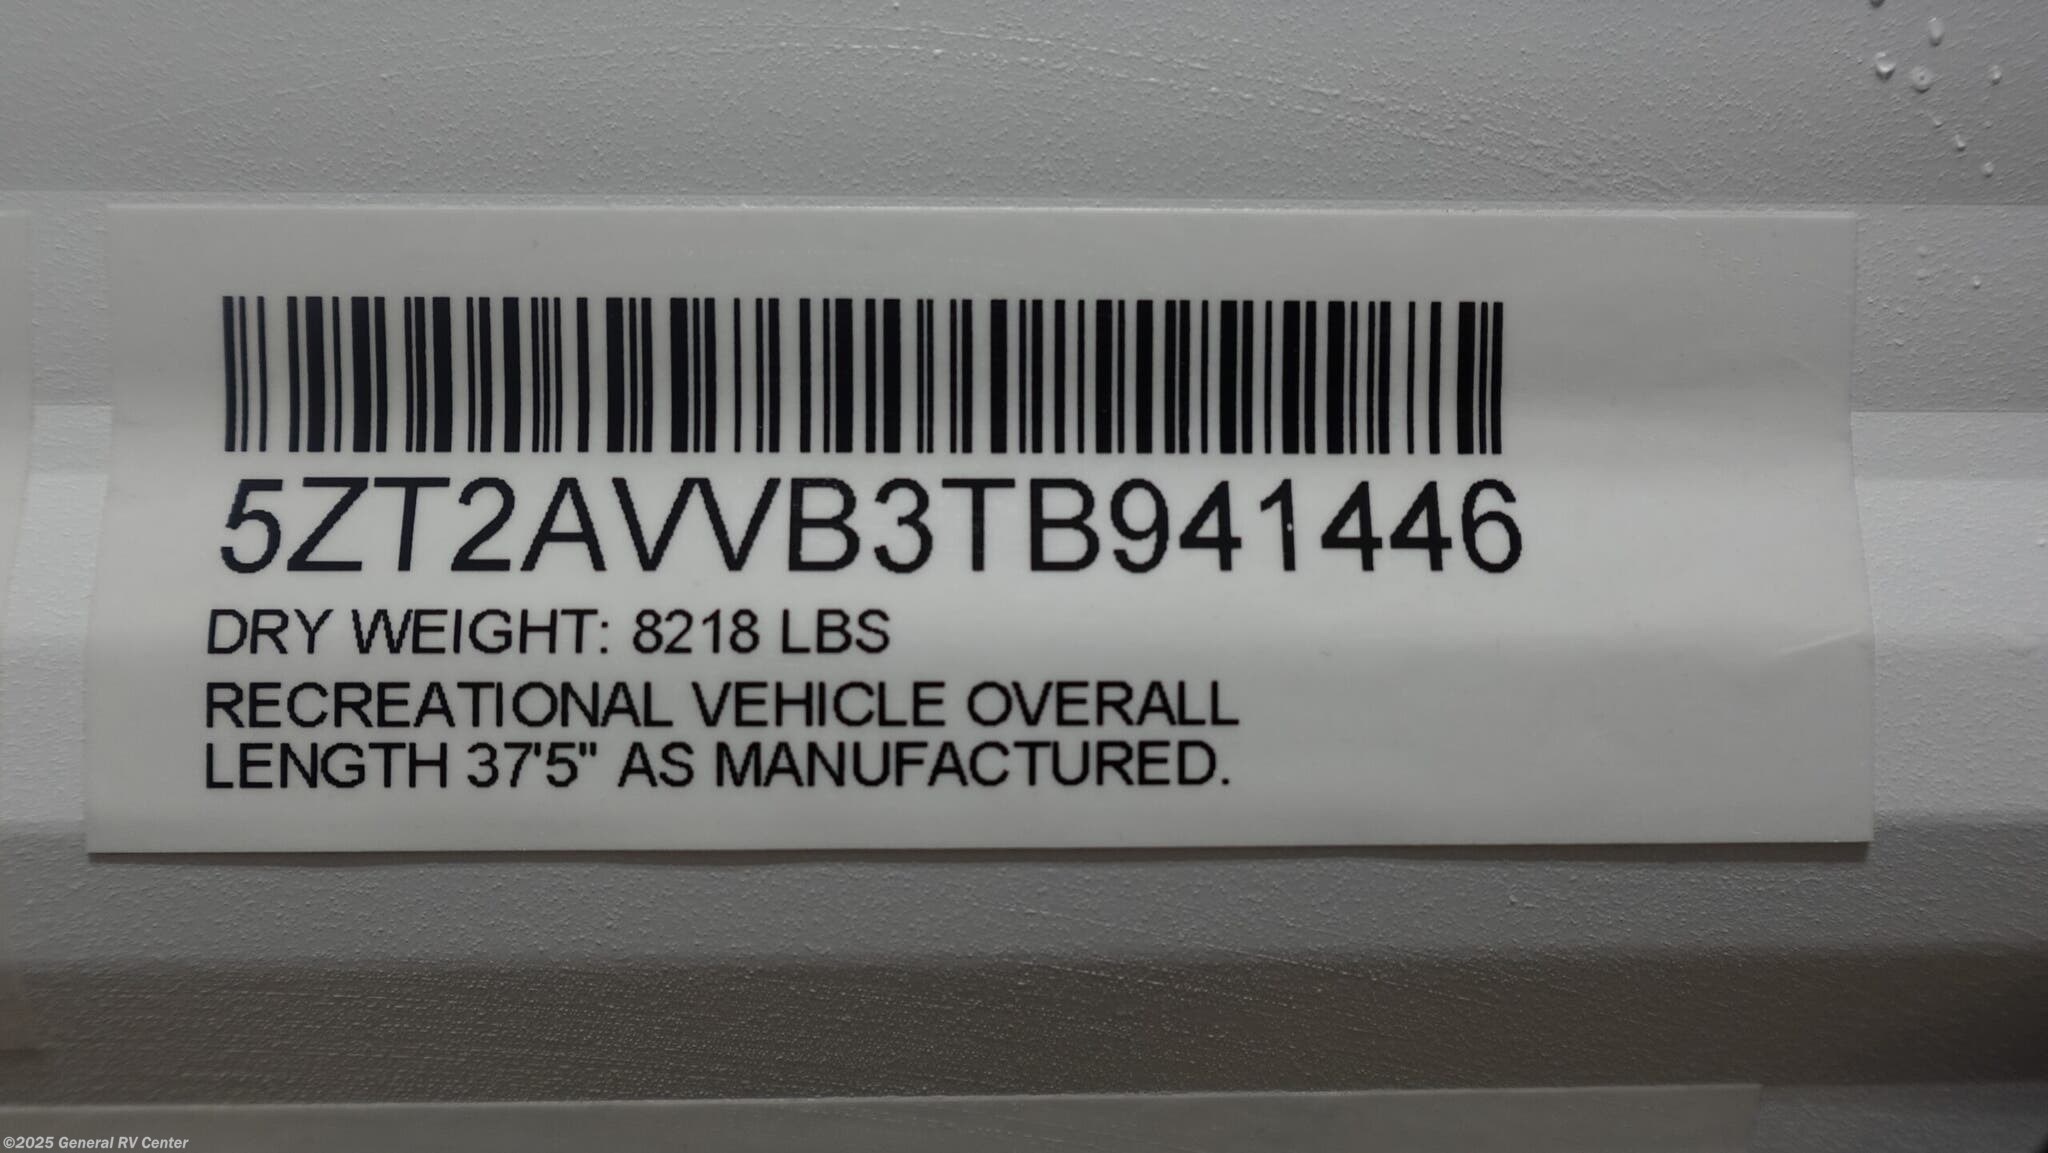 5ZT2AVVB3TB941446
DRY WEIGHT: 8218 LBS
RECREATIONAL VEHICLE OVERALL
LENGTH 37'5" AS MANUFACTURED.
©2025 General RV Center